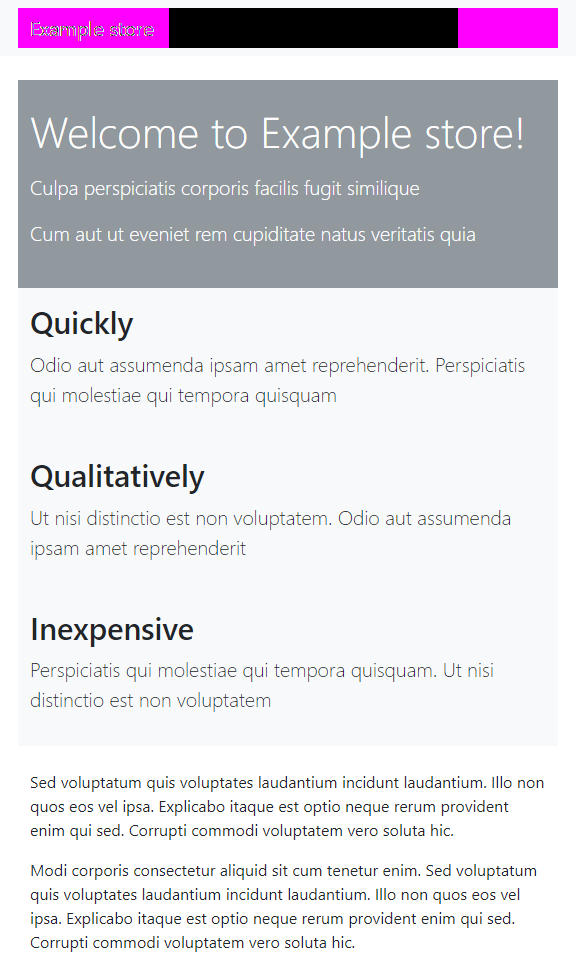 Example store
Welcome to Example store!
Culpa perspiciatis corporis facilis fugit similique
Cum aut ut eveniet rem cupiditate natus veritatis quia
Quickly
Odio aut assumenda ipsam amet reprehenderit. Perspiciatis
qui molestiae qui tempora quisquam
Qualitatively
Ut nisi distinctio est non voluptatem. Odio aut assumenda
ipsam amet reprehenderit
Inexpensive
Perspiciatis qui molestiae qui tempora quisquam. Ut nisi
distinctio est non voluptatem
Sed voluptatum quis voluptates laudantium incidunt laudantium. Illo non
quos eos vel ipsa. Explicabo itaque est optio neque rerum provident
enim qui sed. Corrupti commodi voluptatem vero soluta hic.
Modi corporis consectetur aliquid sit cum tenetur enim. Sed voluptatum
quis voluptates laudantium incidunt laudantium. Illo non quos eos vel
ipsa. Explicabo itaque est optio neque rerum provident enim qui sed.
Corrupti commodi voluptatem vero soluta hic.